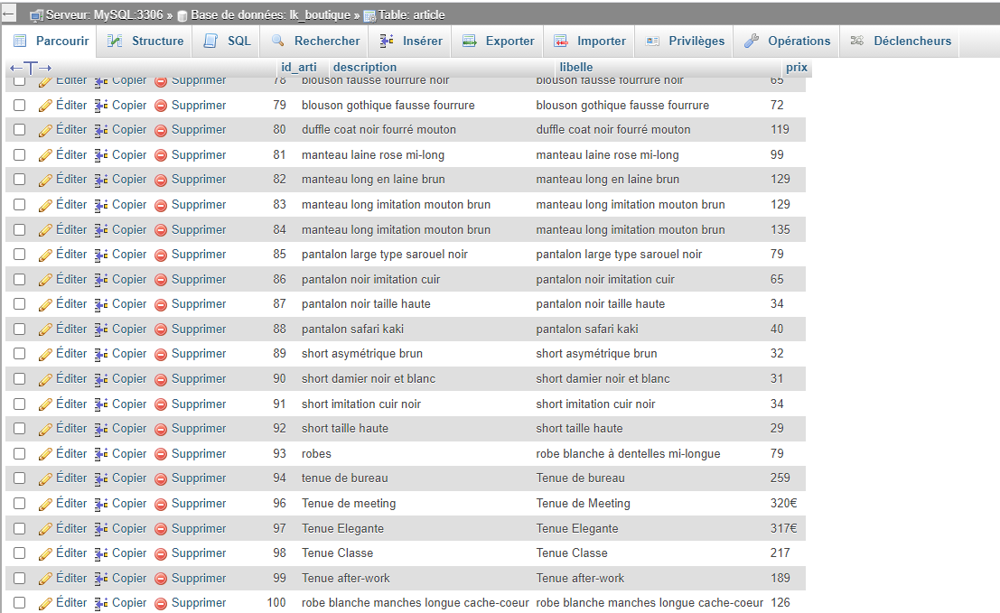 Serveur: MySQL:3306 » Base de données: lk_boutique » Table: article
Parcourir Structure SQL Rechercher Insérer Exporter Importer Privilèges Opérations Déclencheurs
←T→ id_arti description libelle prix
Éditer Copier Supprimer 78 blouson fausse fourrure noir blouson fausse fourrure noir 65
Éditer Copier Supprimer 79 blouson gothique fausse fourrure blouson gothique fausse fourrure 72
Éditer Copier Supprimer 80 duffle coat noir fourré mouton duffle coat noir fourré mouton 119
Éditer Copier Supprimer 81 manteau laine rose mi-long manteau laine rose mi-long 99
Éditer Copier Supprimer 82 manteau long en laine brun manteau long en laine brun 129
Éditer Copier Supprimer 83 manteau long imitation mouton brun manteau long imitation mouton brun 129
Éditer Copier Supprimer 84 manteau long imitation mouton brun manteau long imitation mouton brun 135
Éditer Copier Supprimer 85 pantalon large type sarouel noir pantalon large type sarouel noir 79
Éditer Copier Supprimer 86 pantalon noir imitation cuir pantalon noir imitation cuir 65
Éditer Copier Supprimer 87 pantalon noir taille haute pantalon noir taille haute 34
Éditer Copier Supprimer 88 pantalon safari kaki pantalon safari kaki 40
Éditer Copier Supprimer 89 short asymétrique brun short asymétrique brun 32
Éditer Copier Supprimer 90 short damier noir et blanc short damier noir et blanc 31
Éditer Copier Supprimer 91 short imitation cuir noir short imitation cuir noir 34
Éditer Copier Supprimer 92 short taille haute short taille haute 29
Éditer Copier Supprimer 93 robes robe blanche à dentelles mi-longue 79
Éditer Copier Supprimer 94 tenue de bureau Tenue de bureau 259
Éditer Copier Supprimer 96 Tenue de meeting Tenue de Meeting 320€
Éditer Copier Supprimer 97 Tenue Elegante Tenue Elegante 317€
Éditer Copier Supprimer 98 Tenue Classe Tenue Classe 217
Éditer Copier Supprimer 99 Tenue after-work Tenue after-work 189
Éditer Copier Supprimer 100 robe blanche manches longue cache-coeur robe blanche manches longue cache-coeur 126